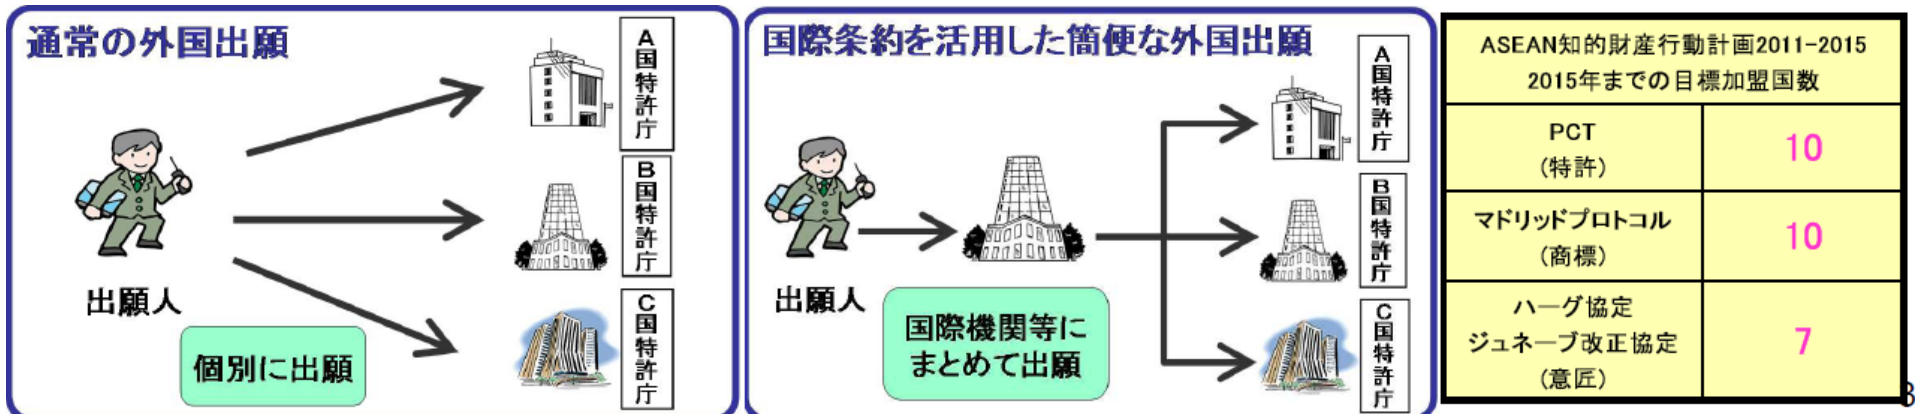 通常の外国出願
A国特許庁
B国特許庁
出願人
C国特許庁
個別に出願
国際条約を活用した簡便な外国出願
A国特許庁
B国特許庁
出願人
国際機関等に
まとめて出願
C国特許庁
ASEAN知的財産行動計画2011-2015
2015年までの目標加盟国数
PCT
(特許)
10
マドリッドプロトコル
(商標)
10
ハーグ協定
ジュネーブ改正協定
(意匠)
7
3